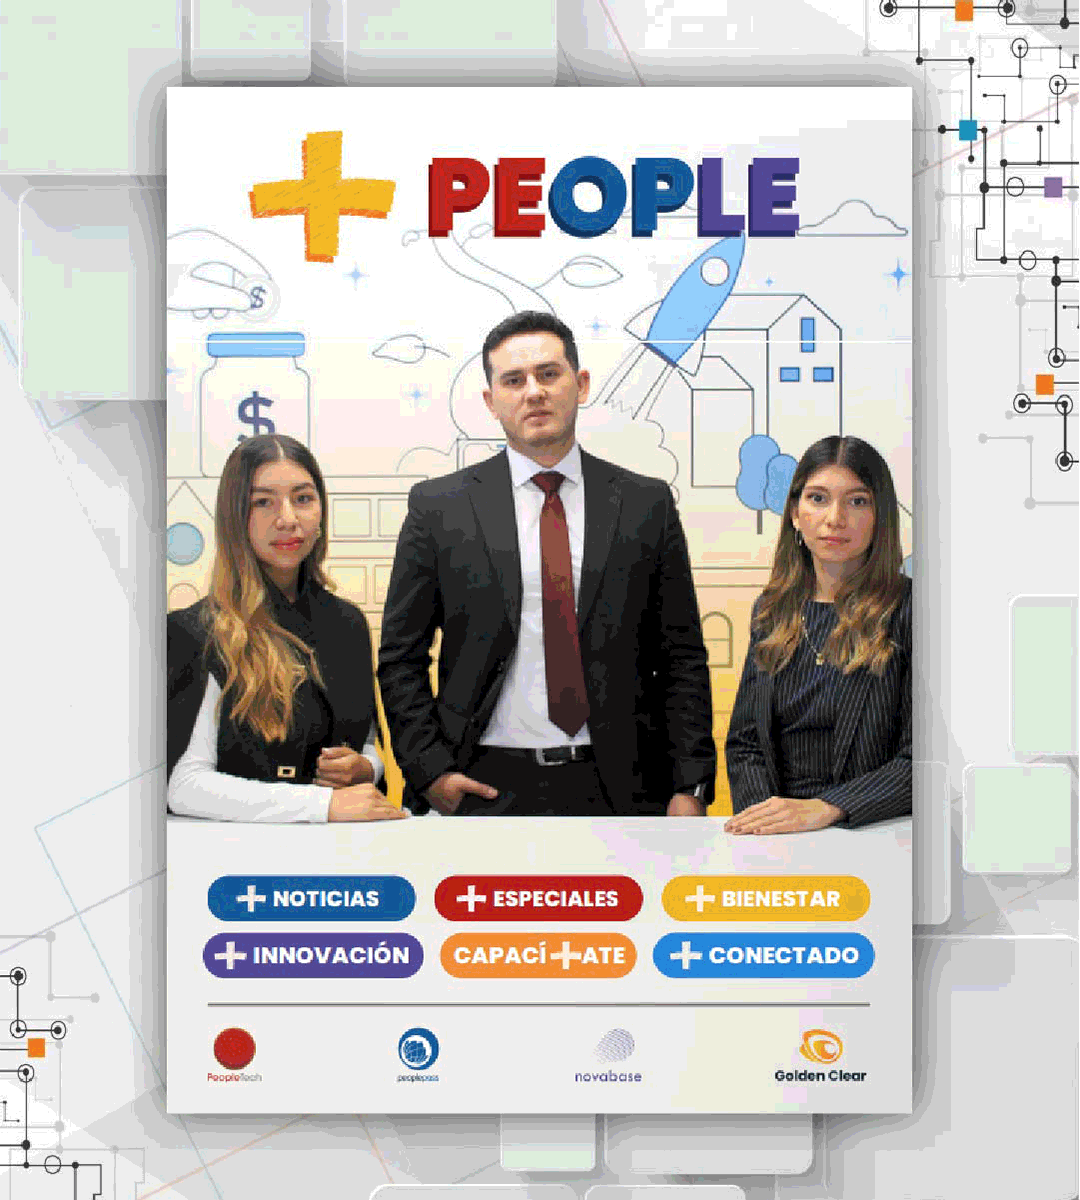 + PEOPLE
$
$
+ NOTICIAS
+ ESPECIALES
+ BIENESTAR
+ INNOVACIÓN
CAPACÍ+ATE
+ CONECTADO
PeopleTech
peoplepass
novabase
Golden Clear